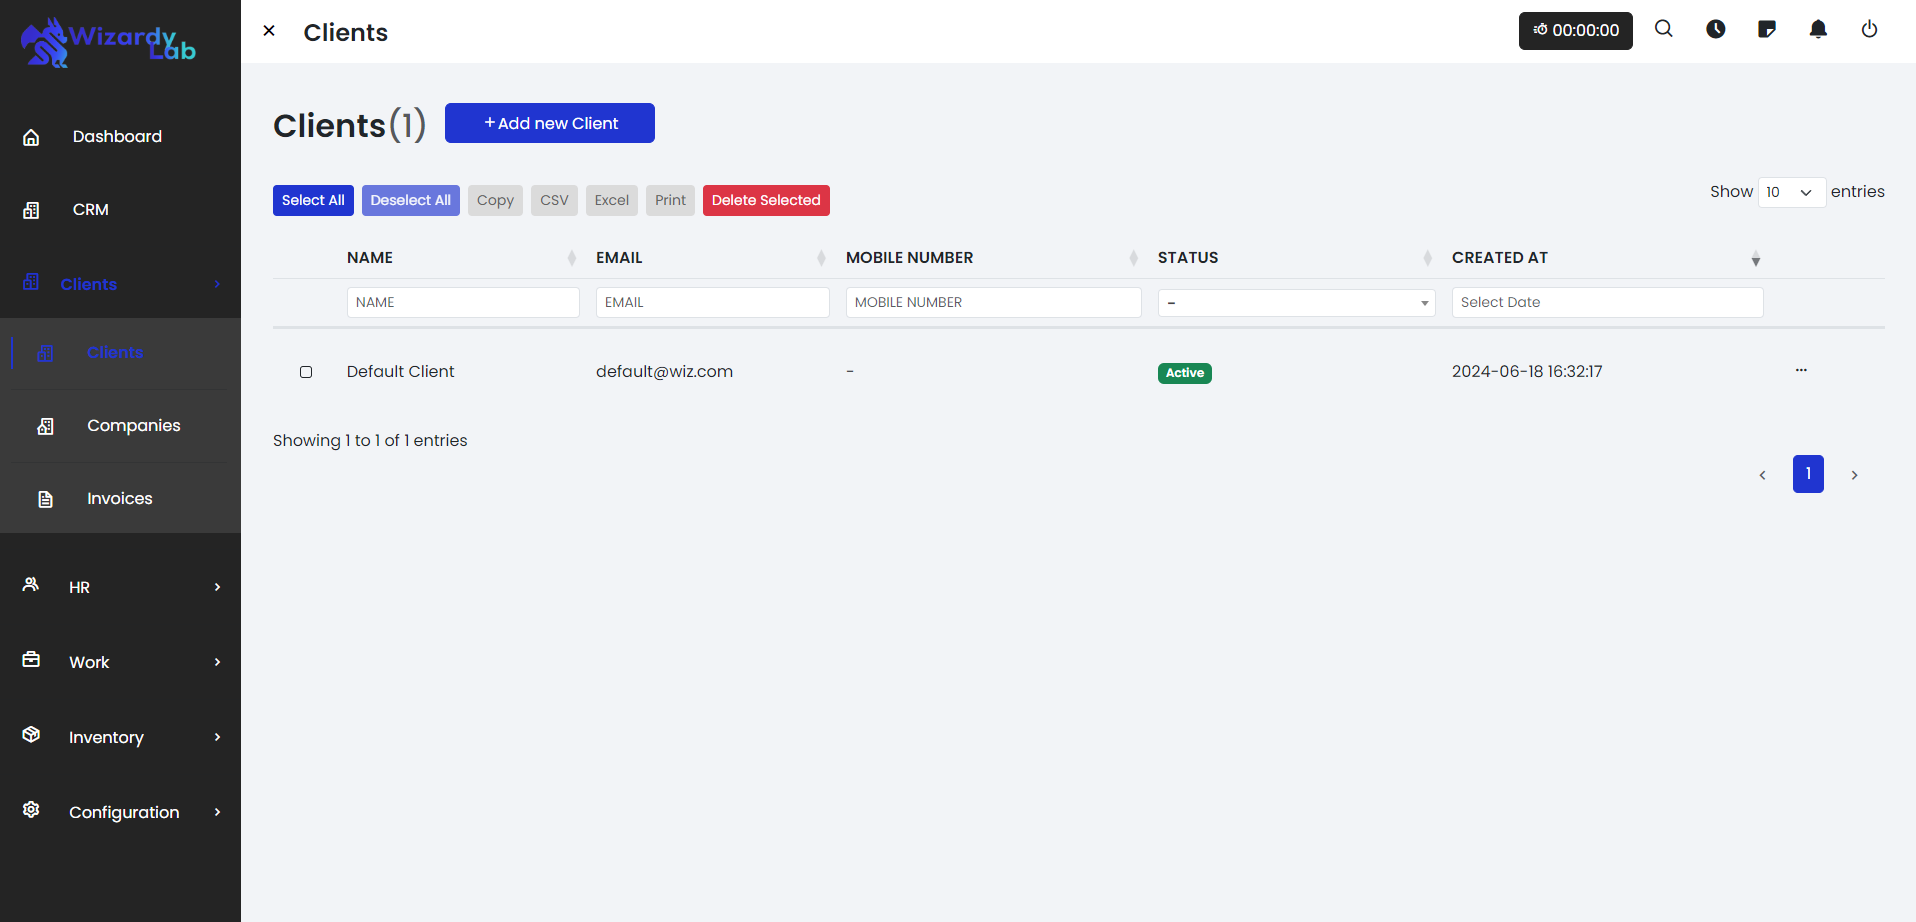 Wizardy
Lab
Clients
00:00:00
Dashboard
CRM
Clients
Clients
Companies
Invoices
HR
Work
Inventory
Configuration
Clients(1)
+Add new Client
Select All Deselect All Copy CSV Excel Print Delete Selected
Show 10 entries
NAME EMAIL MOBILE NUMBER STATUS CREATED AT
NAME EMAIL MOBILE NUMBER - Select Date
Default Client default@wiz.com - Active 2024-06-18 16:32:17 ...
Showing 1 to 1 of 1 entries
‹ 1 ›